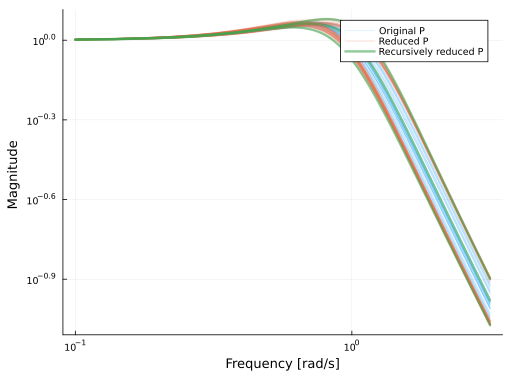 Original P
Reduced P
Recursively reduced P
10^0.0
10^−0.3
10^−0.6
10^−0.9
Magnitude
10^−1
10^0
Frequency [rad/s]